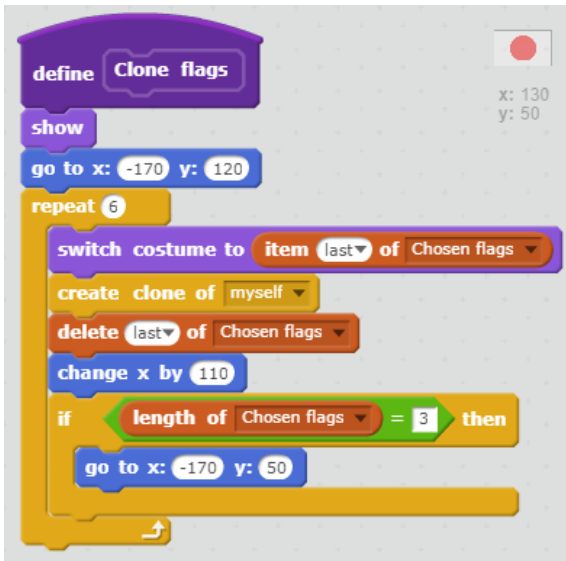 define Clone flags
x: 130
y: 50
show
go to x: -170 y: 120
repeat 6
switch costume to item last of Chosen flags
create clone of myself
delete last of Chosen flags
change x by 110
if length of Chosen flags = 3 then
go to x: -170 y: 50